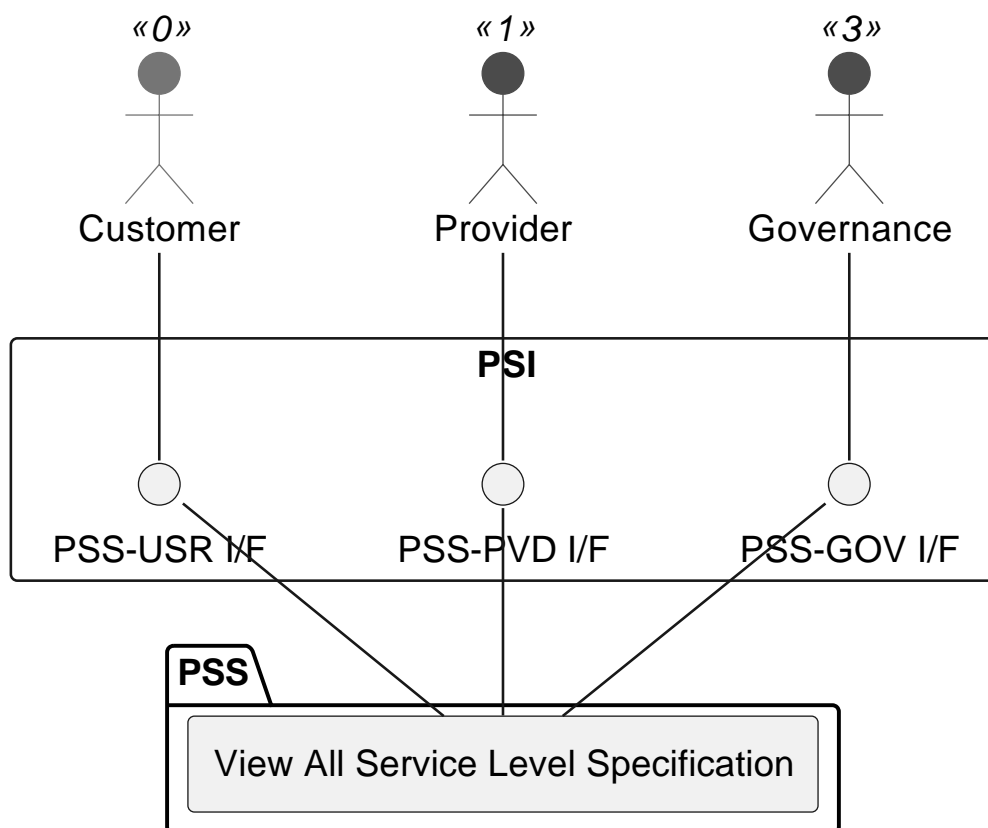 «0» «1» «3»
Customer Provider Governance
PSI
PSS-USR I/F PSS-PVD I/F PSS-GOV I/F
PSS
View All Service Level Specification